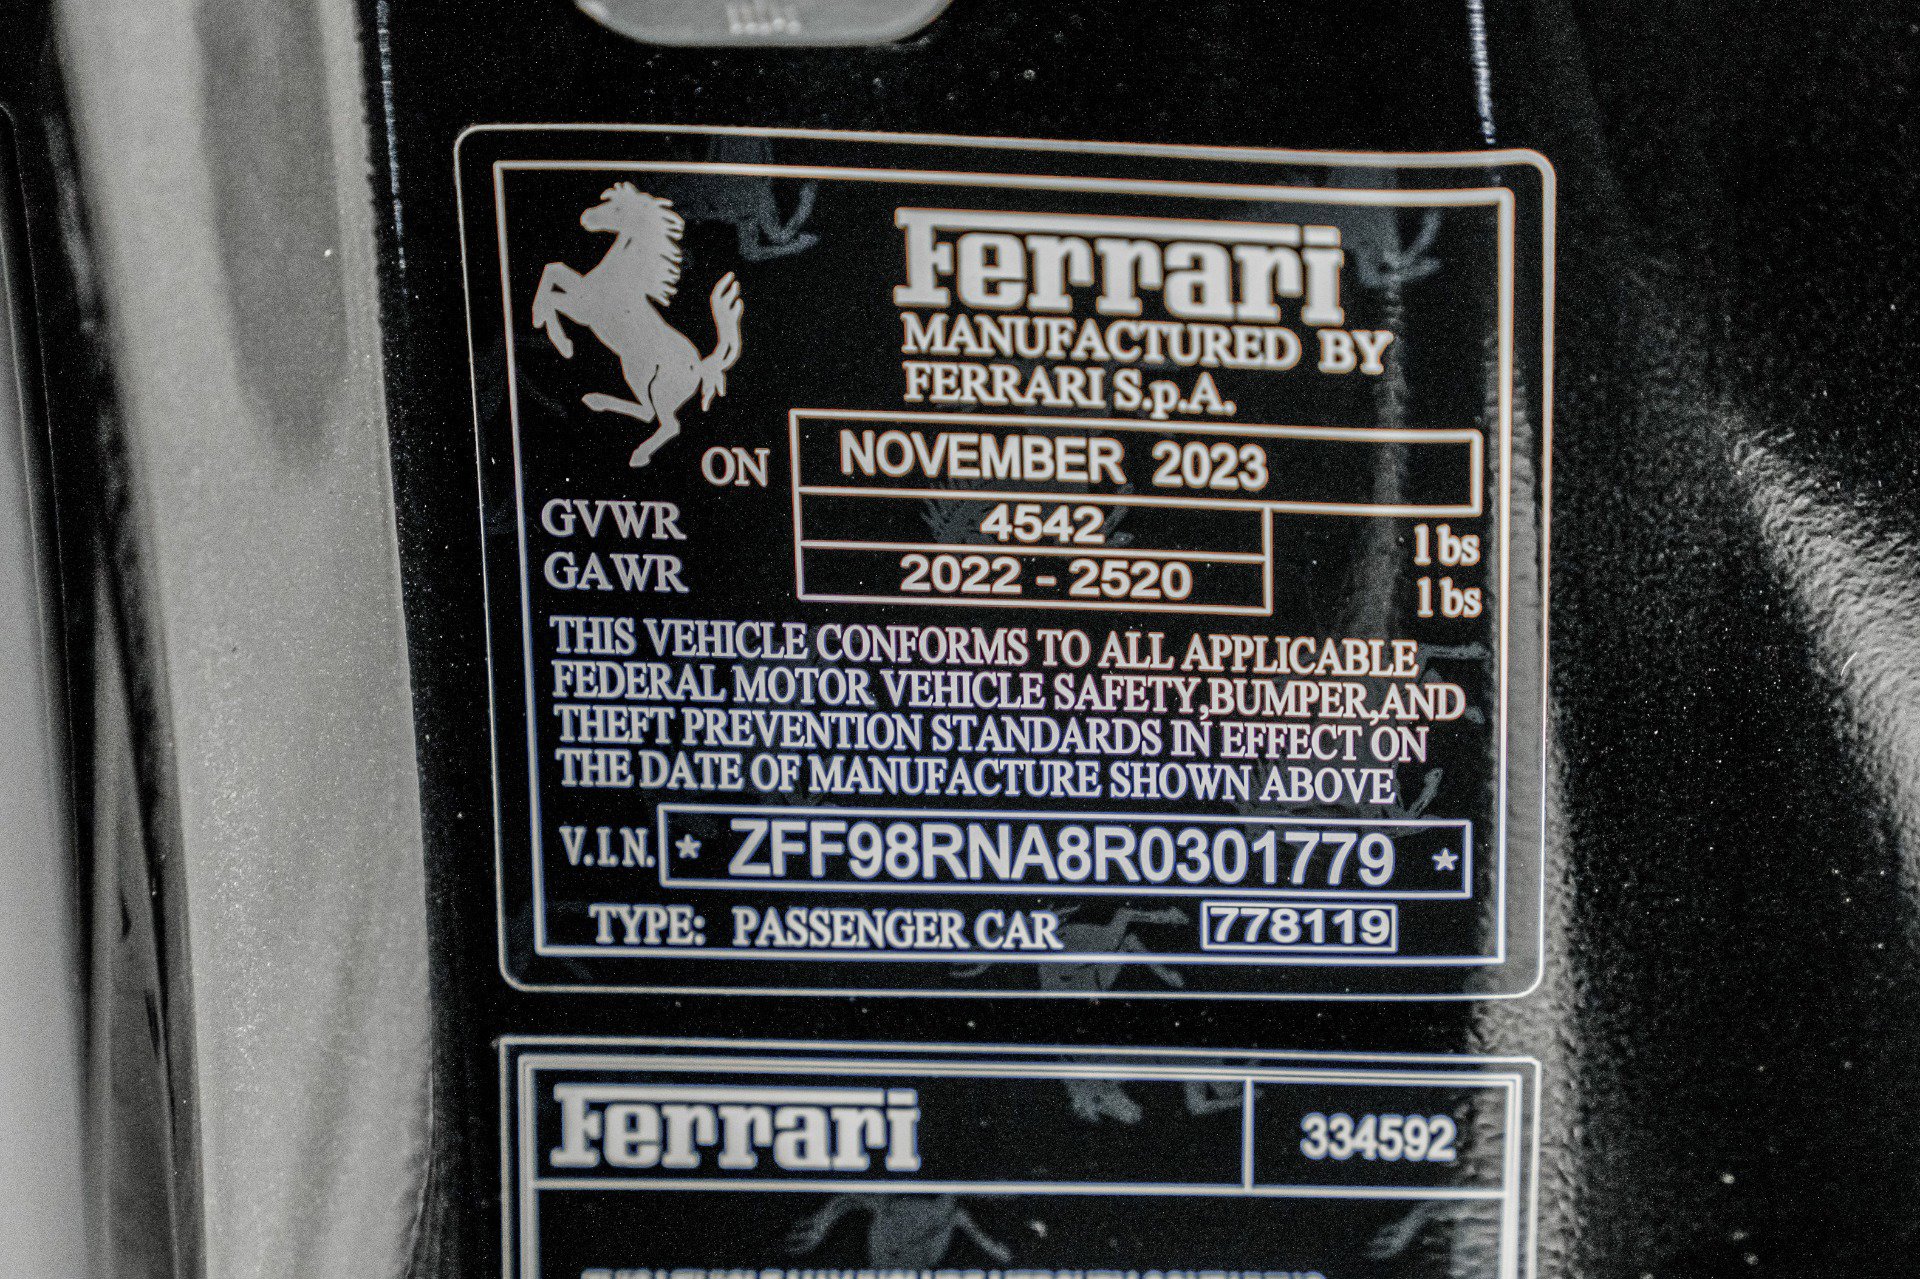 Ferrari
MANUFACTURED BY
FERRARI S.p.A.
ON NOVEMBER 2023
GVWR 4542 lbs
GAWR 2022 - 2520 lbs
THIS VEHICLE CONFORMS TO ALL APPLICABLE
FEDERAL MOTOR VEHICLE SAFETY,BUMPER,AND
THEFT PREVENTION STANDARDS IN EFFECT ON
THE DATE OF MANUFACTURE SHOWN ABOVE
V.I.N. * ZFF98RNA8R0301779 *
TYPE: PASSENGER CAR 778119
Ferrari 334592